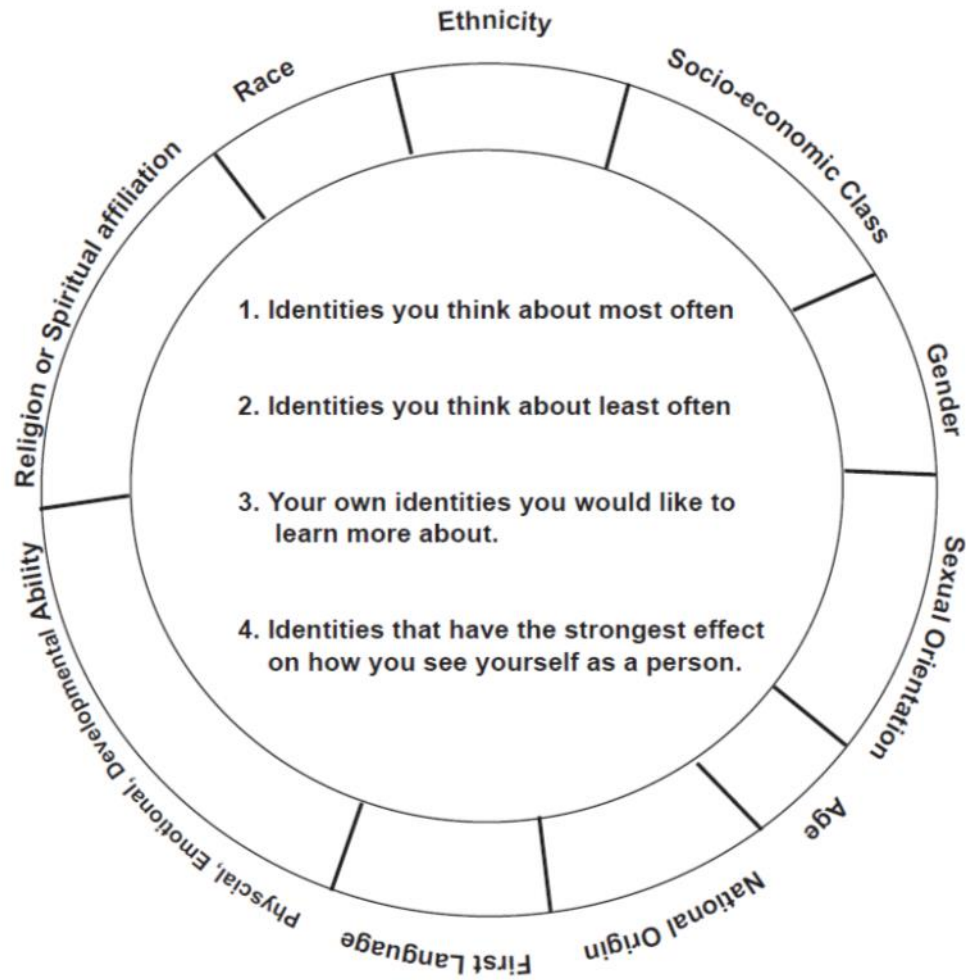 Ethnicity
Socio-economic Class
Gender
Sexual Orientation
Age
National Origin
First Language
Physcial, Emotional, Developmental Ability
Religion or Spiritual affiliation
Race
1. Identities you think about most often
2. Identities you think about least often
3. Your own identities you would like to
learn more about.
4. Identities that have the strongest effect
on how you see yourself as a person.